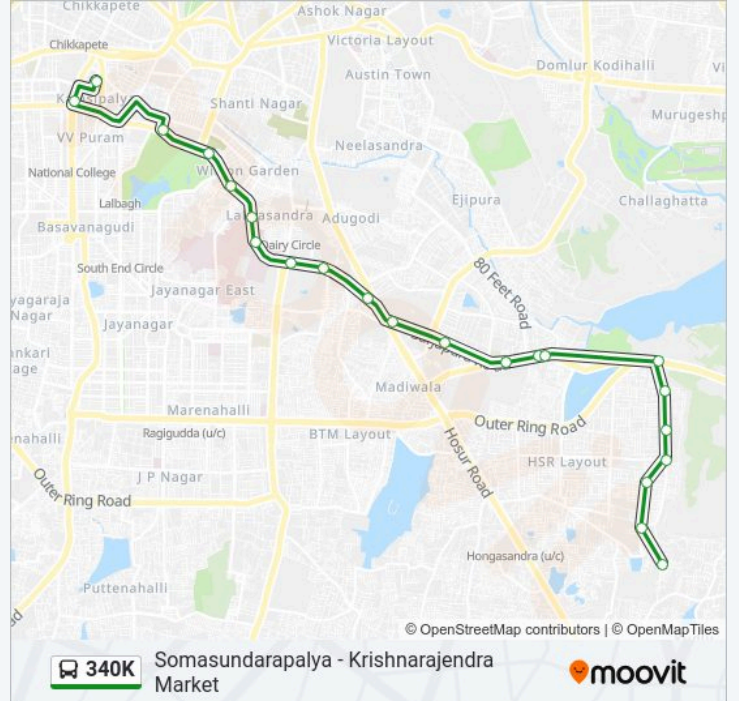 Chikkapete
Ashok Nagar
Victoria Layout
Chikkapete
Domlur Kodihalli
Austin Town
Shanti Nagar
Murugeshp
VV Puram
Neelasandra
National College
Ejipura
Challaghatta
Lalbagh
Adugodi
Basavanagudi
Dairy Circle
South End Circle
80 Feet Road
Jayanagar East
yagaraja
Nagar
Jayanagar
Madiwala
Marenahalli
Outer Ring Road
Ragigudda (u/c)
BTM Layout
Hosur Road
HSR Layout
J P Nagar
Outer Ring Road
Hongasandra (u/c)
Puttenahalli
© OpenStreetMap contributors | © OpenMapTiles
340K
Somasundarapalya - Krishnarajendra
Market
moovit